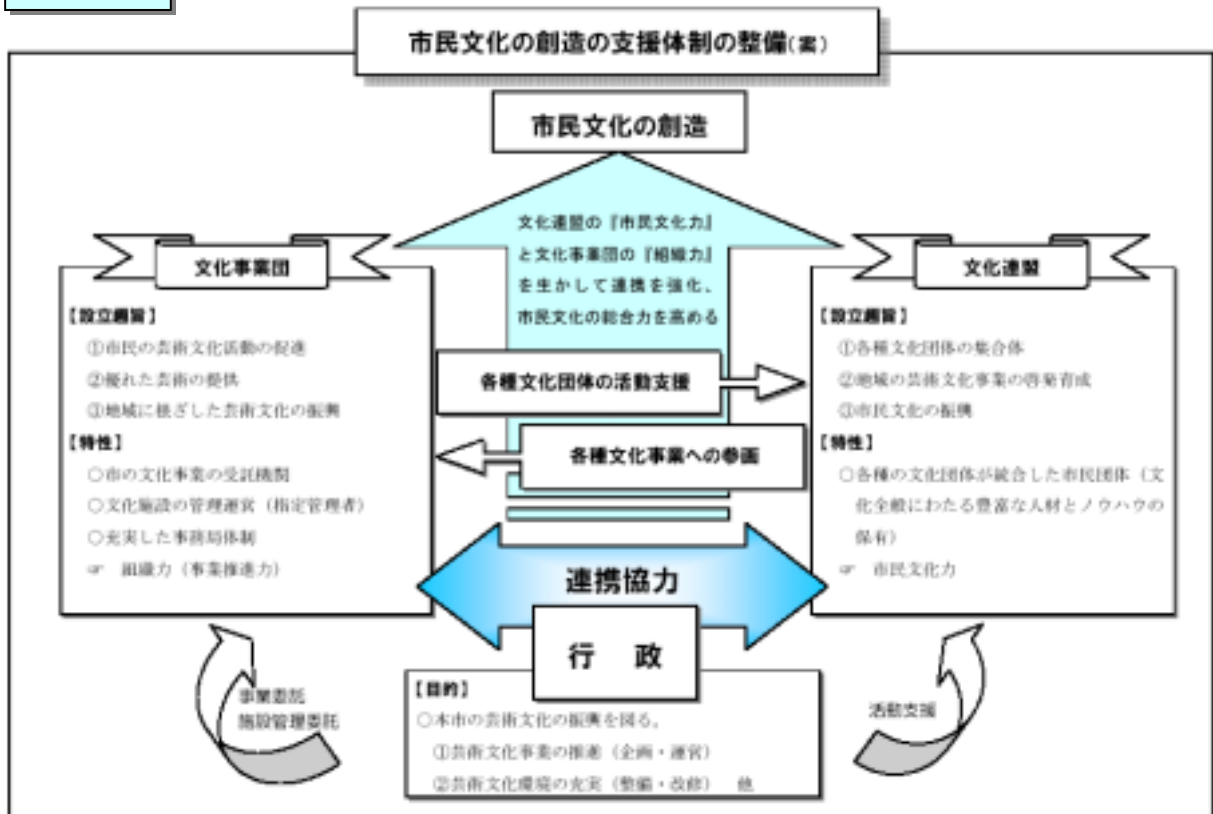 市民文化の創造の支援体制の整備(案)
市民文化の創造
文化連盟の『市民文化力』
と文化事業団の『組織力』
を生かして連携を強化、
市民文化の総合力を高める
文化事業団
【設立趣旨】
①市民の芸術文化活動の促進
②優れた芸術の提供
③地域に根ざした芸術文化の振興
【特性】
○市の文化事業の受託機関
○文化施設の管理運営（指定管理者）
○充実した事務局体制
☞ 組織力（事業推進力）
各種文化団体の活動支援
各種文化事業への参画
文化連盟
【設立趣旨】
①各種文化団体の集合体
②地域の芸術文化事業の啓発育成
③市民文化の振興
【特性】
○各種の文化団体が統合した市民団体（文
化全般にわたる豊富な人材とノウハウの
保有）
☞ 市民文化力
連携協力
行 政
【目的】
○本市の芸術文化の振興を図る。
①芸術文化事業の推進（企画・運営）
②芸術文化環境の充実（整備・改修） 他
事業委託
施設管理委託
活動支援